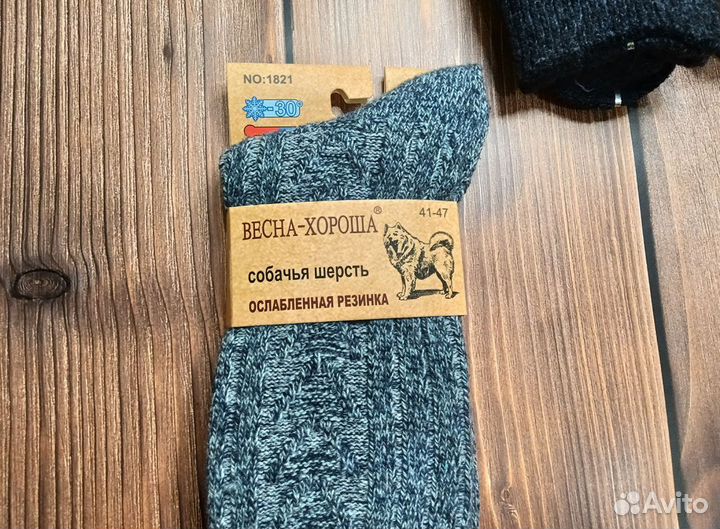 NO:1821
-30°
ВЕСНА-ХОРОША®
41-47
собачья шерсть
ОСЛАБЛЕННАЯ РЕЗИНКА
Avito